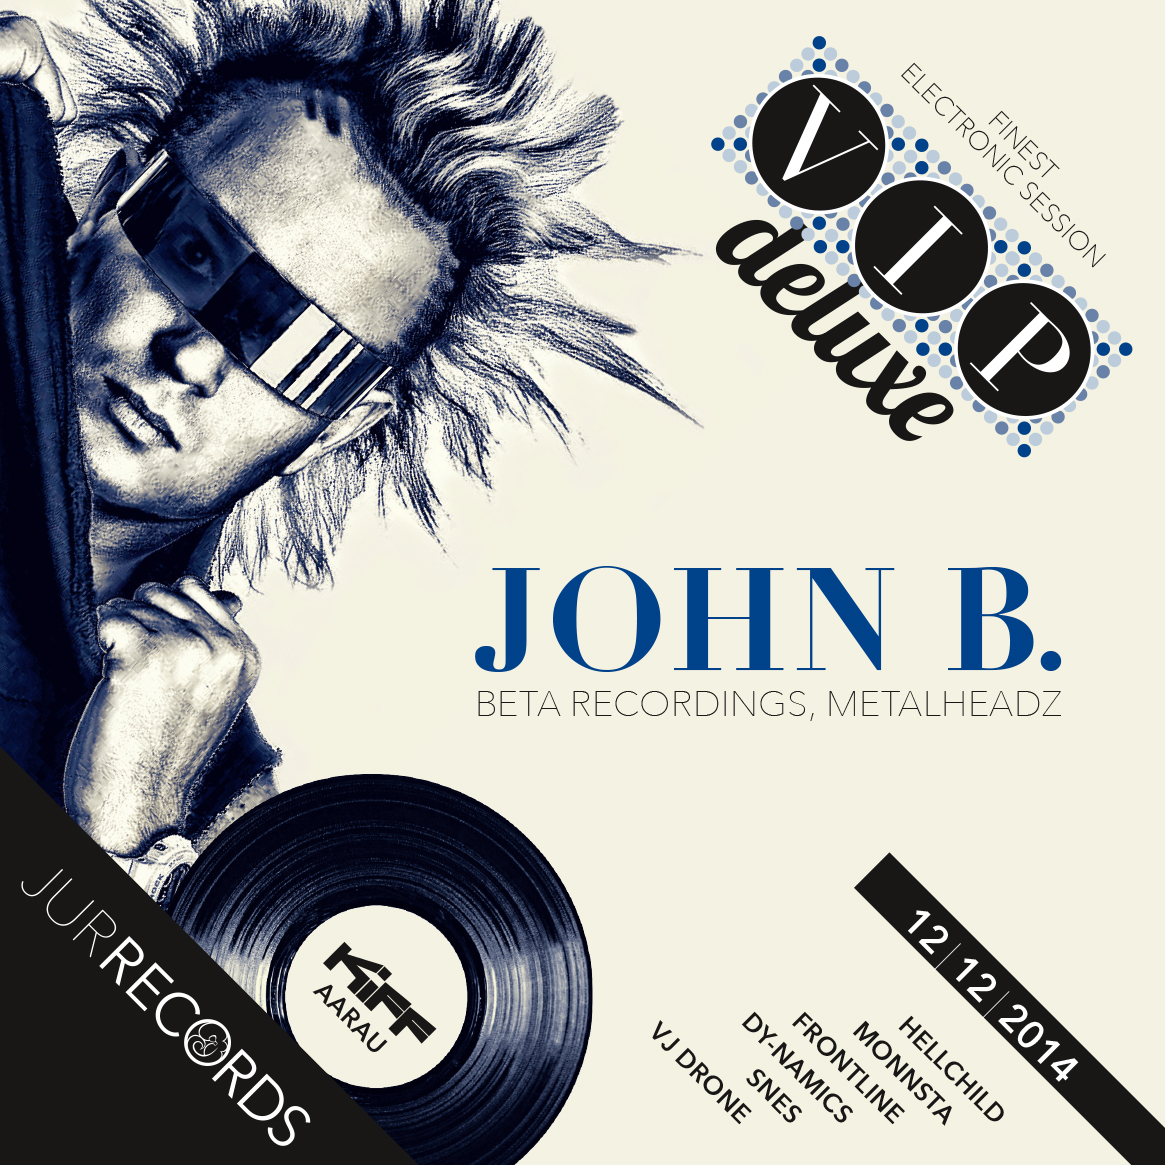 FINEST
ELECTRONIC SESSION
VIP
deluxe
JOHN B.
BETA RECORDINGS, METALHEADZ
JURRECORDS
KIFF
AARAU
12|12|2014
HELLCHILD
MONNSTA
FRONTLINE
DY-NAMICS
SNES
VJ DRONE